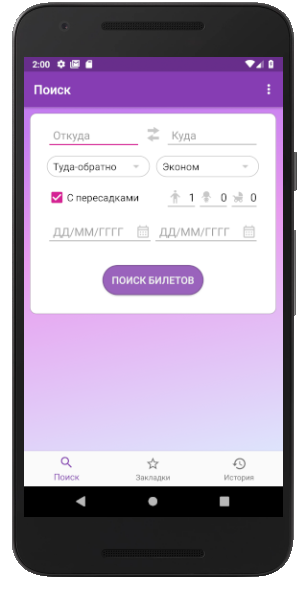 2:00
Поиск
Откуда Куда
Туда-обратно Эконом
С пересадками 1 0 0
ДД/ММ/ГГГГ ДД/ММ/ГГГГ
ПОИСК БИЛЕТОВ
Поиск Закладки История